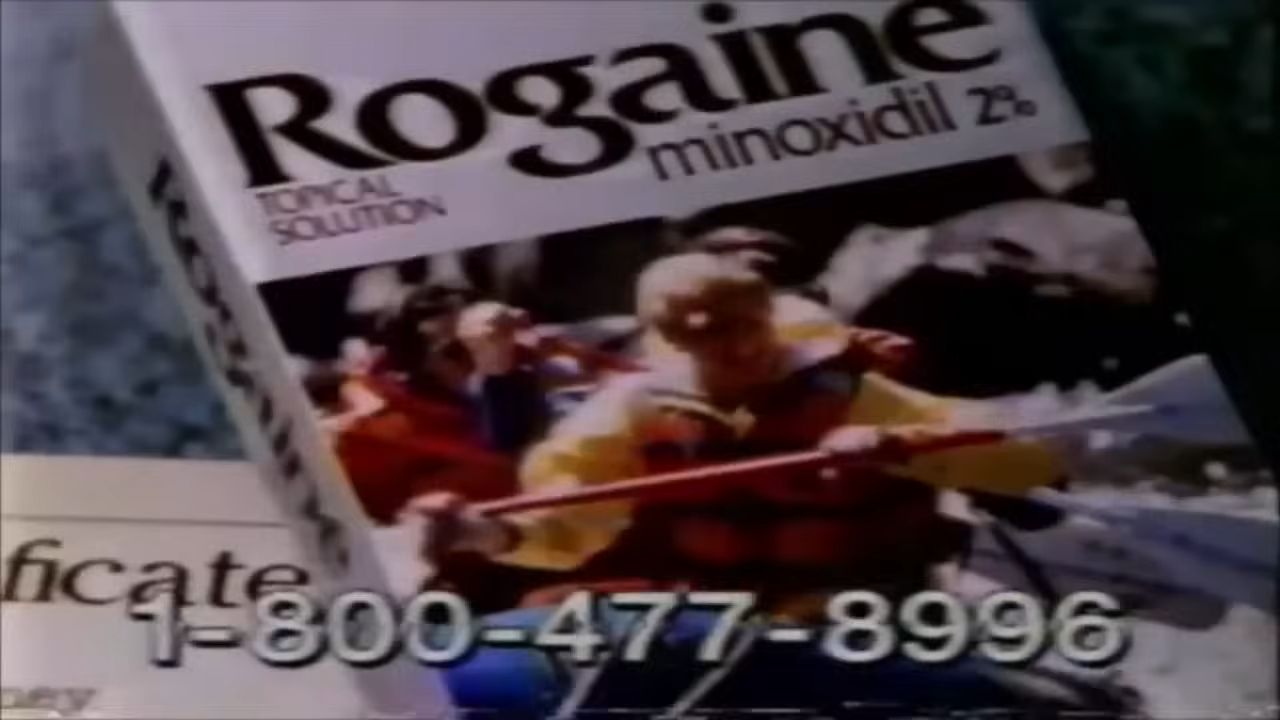 Rogaine
minoxidil 2%
TOPICAL
SOLUTION
ficate
1-800-477-8996